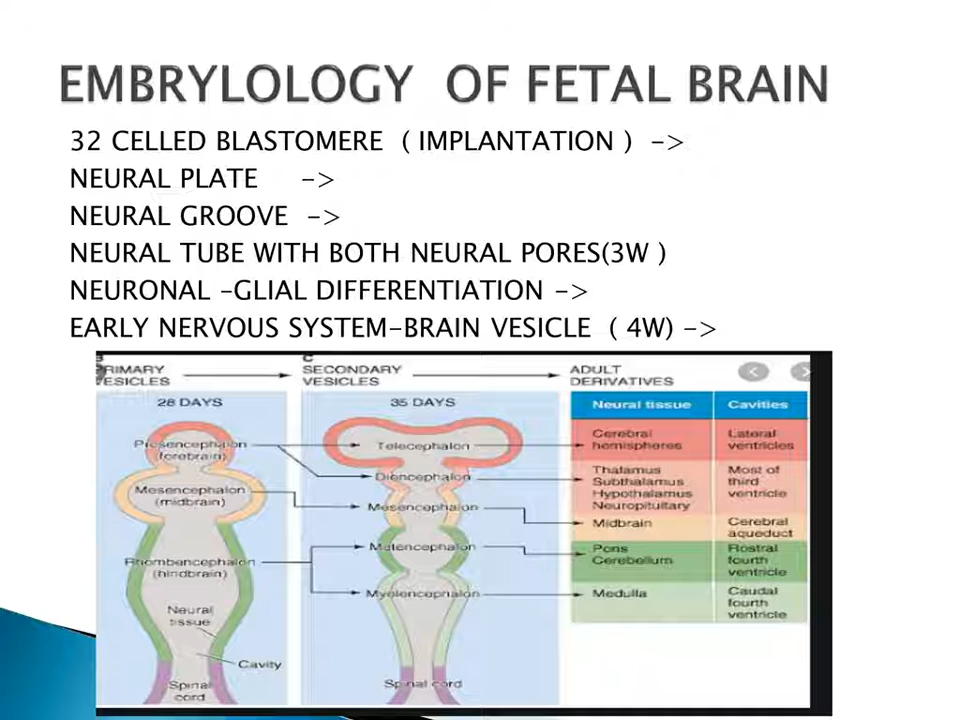 EMBRYLOLOGY OF FETAL BRAIN
32 CELLED BLASTOMERE ( IMPLANTATION ) ->
NEURAL PLATE ->
NEURAL GROOVE ->
NEURAL TUBE WITH BOTH NEURAL PORES(3W )
NEURONAL -GLIAL DIFFERENTIATION ->
EARLY NERVOUS SYSTEM-BRAIN VESICLE ( 4W) ->
PRIMARY
VESICLES
28 DAYS
Prosencephalon
(forebrain)
Mesencephalon
(midbrain)
Rhombencephalon
(hindbrain)
Neural
tissue
Cavity
Spinal
cord
C
SECONDARY
VESICLES
35 DAYS
Telecephalon
Diencephalon
Mesencephalon
Metencephalon
Myelencephalon
Spinal cord
ADULT
DERIVATIVES
Neural tissue
Cavities
Cerebral
hemispheres
Lateral
ventricles
Thalamus
Subthalamus
Hypothalamus
Neuropituitary
Most of
third
ventricle
Midbrain
Cerebral
aqueduct
Pons
Cerebellum
Rostral
fourth
ventricle
Medulla
Caudal
fourth
ventricle